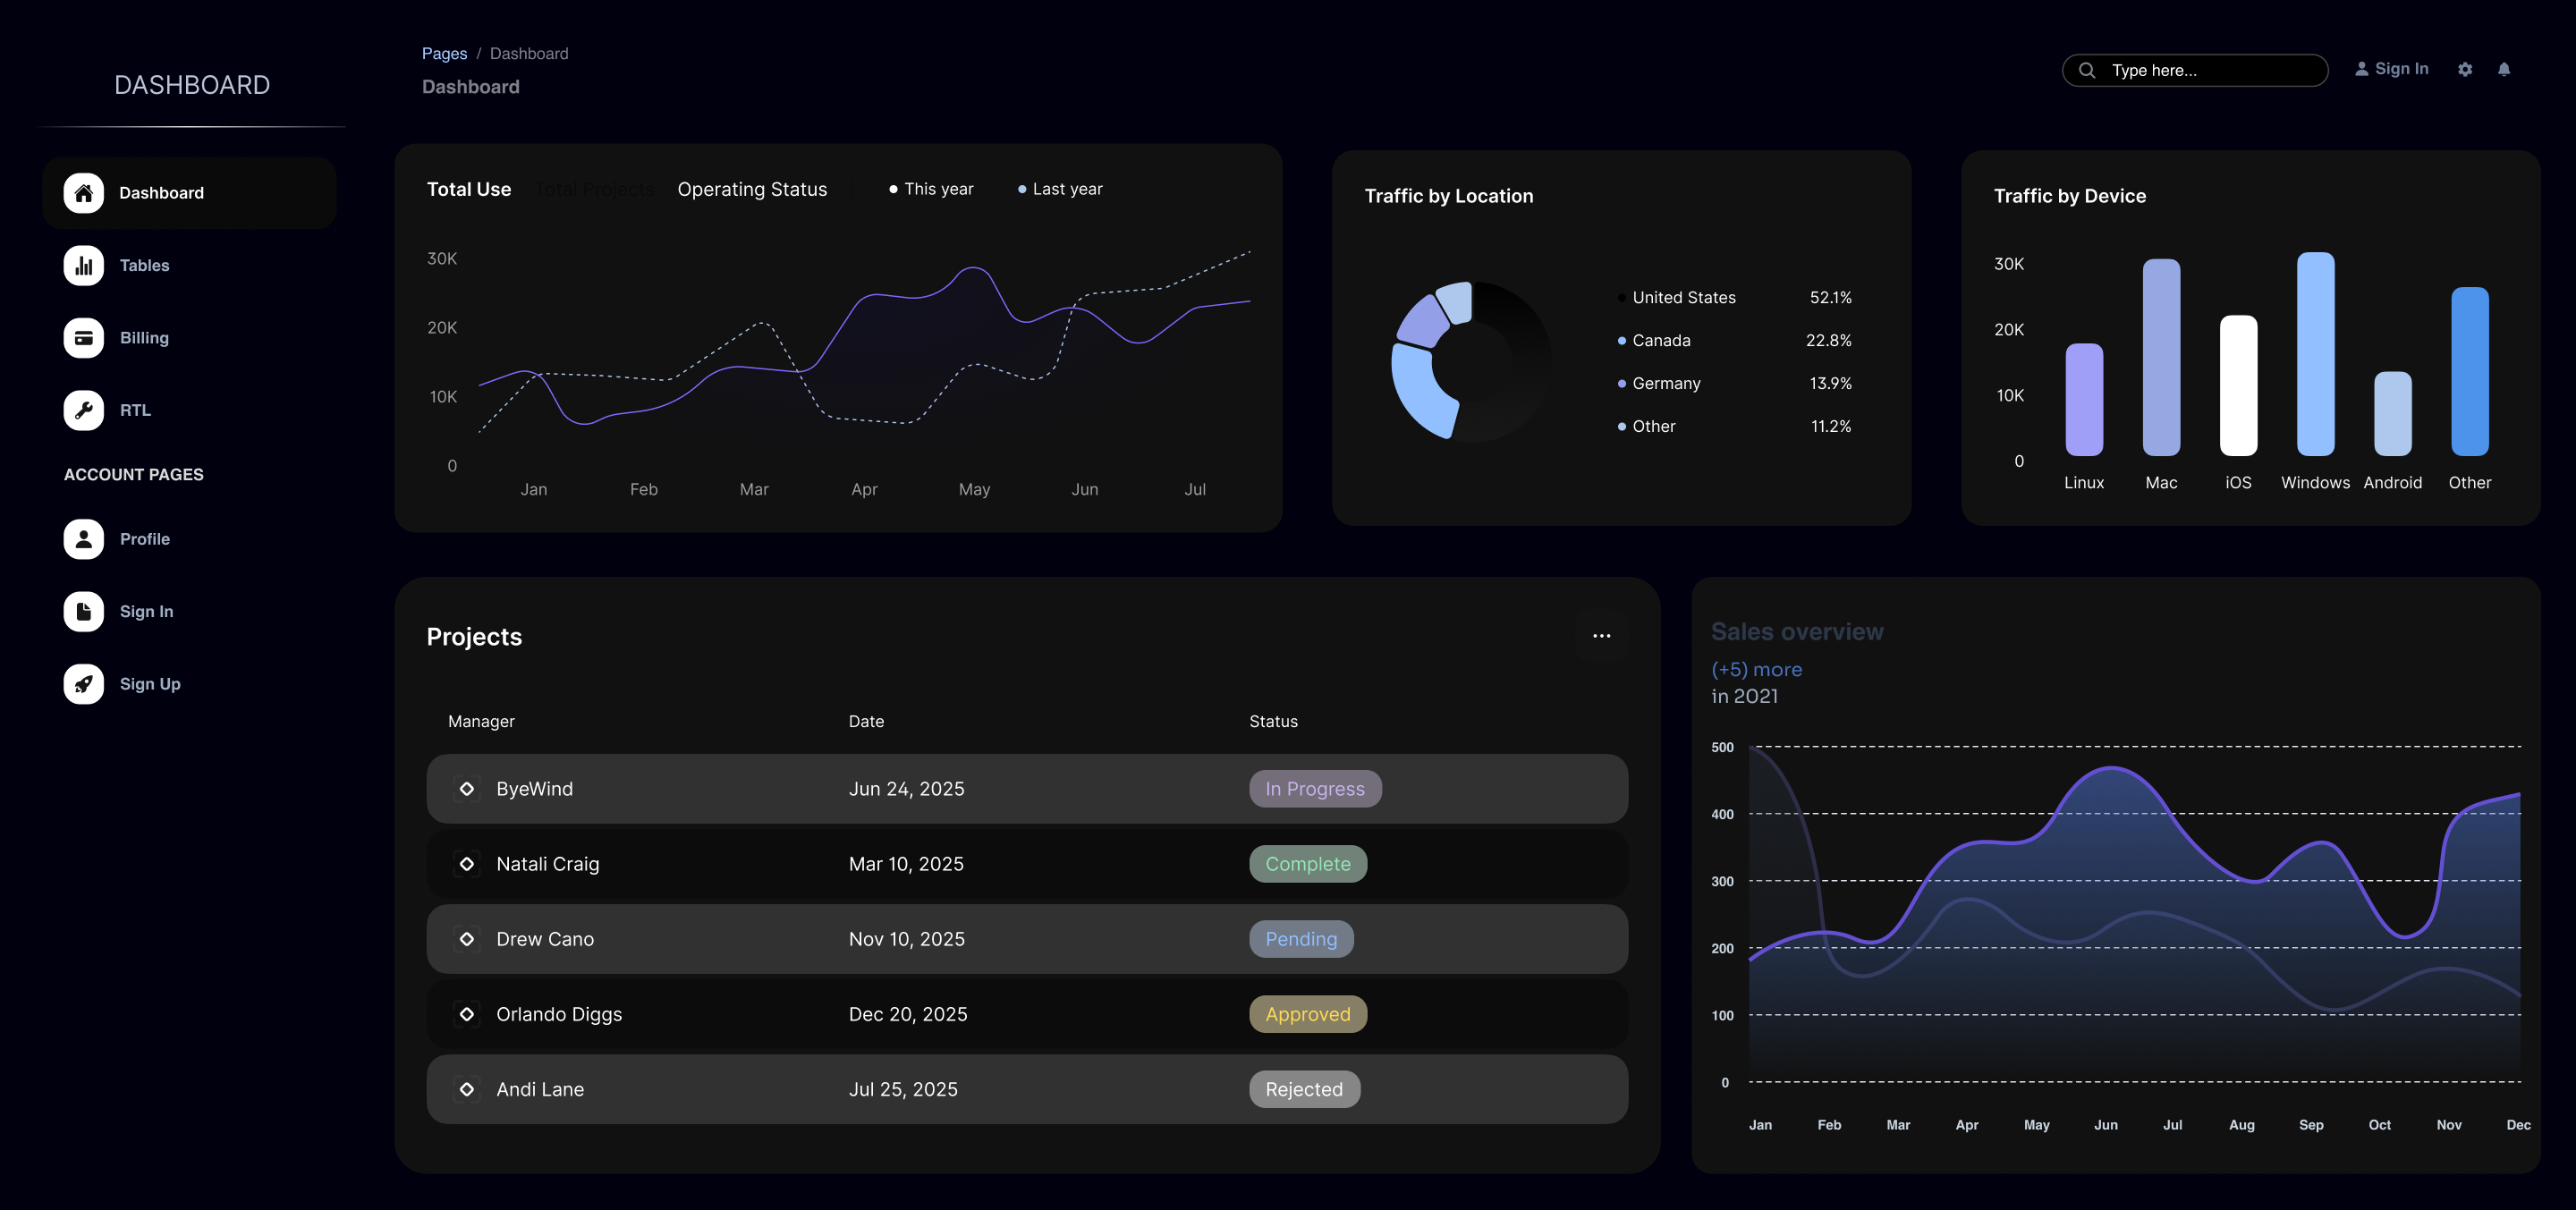 DASHBOARD
Dashboard
Tables
Billing
RTL
ACCOUNT PAGES
Profile
Sign In
Sign Up
Pages / Dashboard
Dashboard
Type here...
Sign In
Total Use
Total Projects
Operating Status
This year
Last year
30K
20K
10K
0
Jan Feb Mar Apr May Jun Jul
Traffic by Location
United States 52.1%
Canada 22.8%
Germany 13.9%
Other 11.2%
Traffic by Device
30K
20K
10K
0
Linux Mac iOS Windows Android Other
Projects
Manager Date Status
ByeWind Jun 24, 2025 In Progress
Natali Craig Mar 10, 2025 Complete
Drew Cano Nov 10, 2025 Pending
Orlando Diggs Dec 20, 2025 Approved
Andi Lane Jul 25, 2025 Rejected
Sales overview
(+5) more
in 2021
500
400
300
200
100
0
Jan Feb Mar Apr May Jun Jul Aug Sep Oct Nov Dec